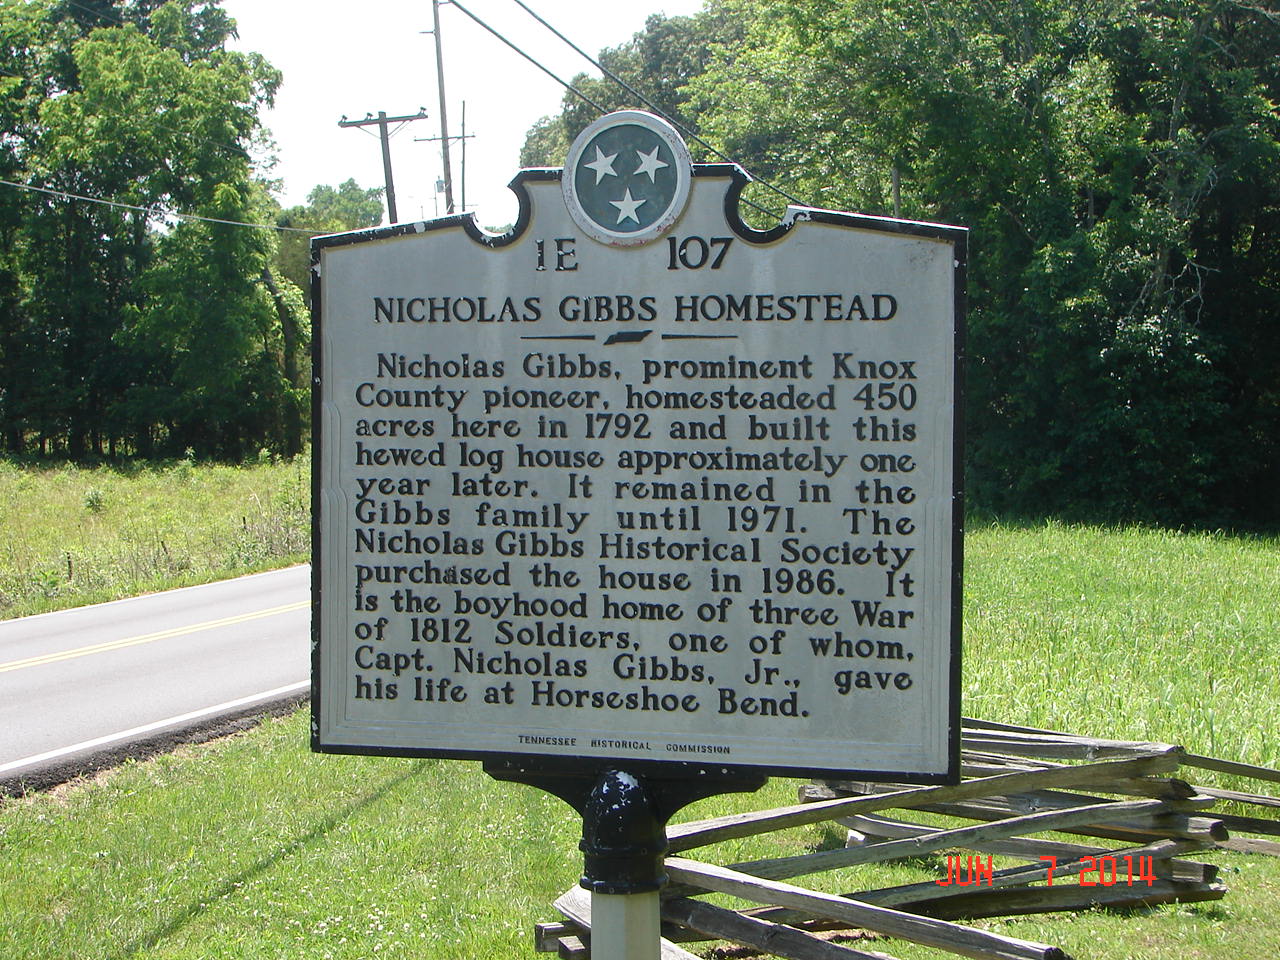 1E 107
NICHOLAS GIBBS HOMESTEAD
Nicholas Gibbs, prominent Knox
County pioneer, homesteaded 450
acres here in 1792 and built this
hewed log house approximately one
year later. It remained in the
Gibbs family until 1971. The
Nicholas Gibbs Historical Society
purchased the house in 1986. It
is the boyhood home of three War
of 1812 Soldiers, one of whom,
Capt. Nicholas Gibbs, Jr., gave
his life at Horseshoe Bend.
TENNESSEE HISTORICAL COMMISSION
JUN 7 2014